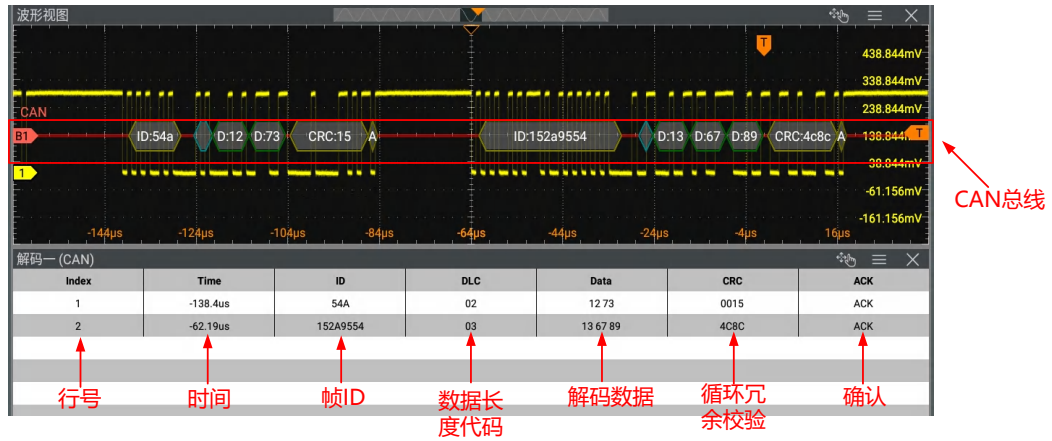 波形视图
T
438.844mV
338.844mV
238.844mV
CAN
B1
ID:54a
D:12
D:73
CRC:15
A
ID:152a9554
D:13
D:67
D:89
CRC:4c8c
A
138.844m
T
38.844mV
1
-61.156mV
-161.156mV
CAN总线
-144μs
-124μs
-104μs
-84μs
-64μs
-44μs
-24μs
-4μs
16μs
解码一 (CAN)
Index Time ID DLC Data CRC ACK
1 -138.4us 54A 02 12 73 0015 ACK
2 -62.19us 152A9554 03 13 67 89 4C8C ACK
行号
时间
帧ID
数据长
度代码
解码数据
循环冗
余校验
确认